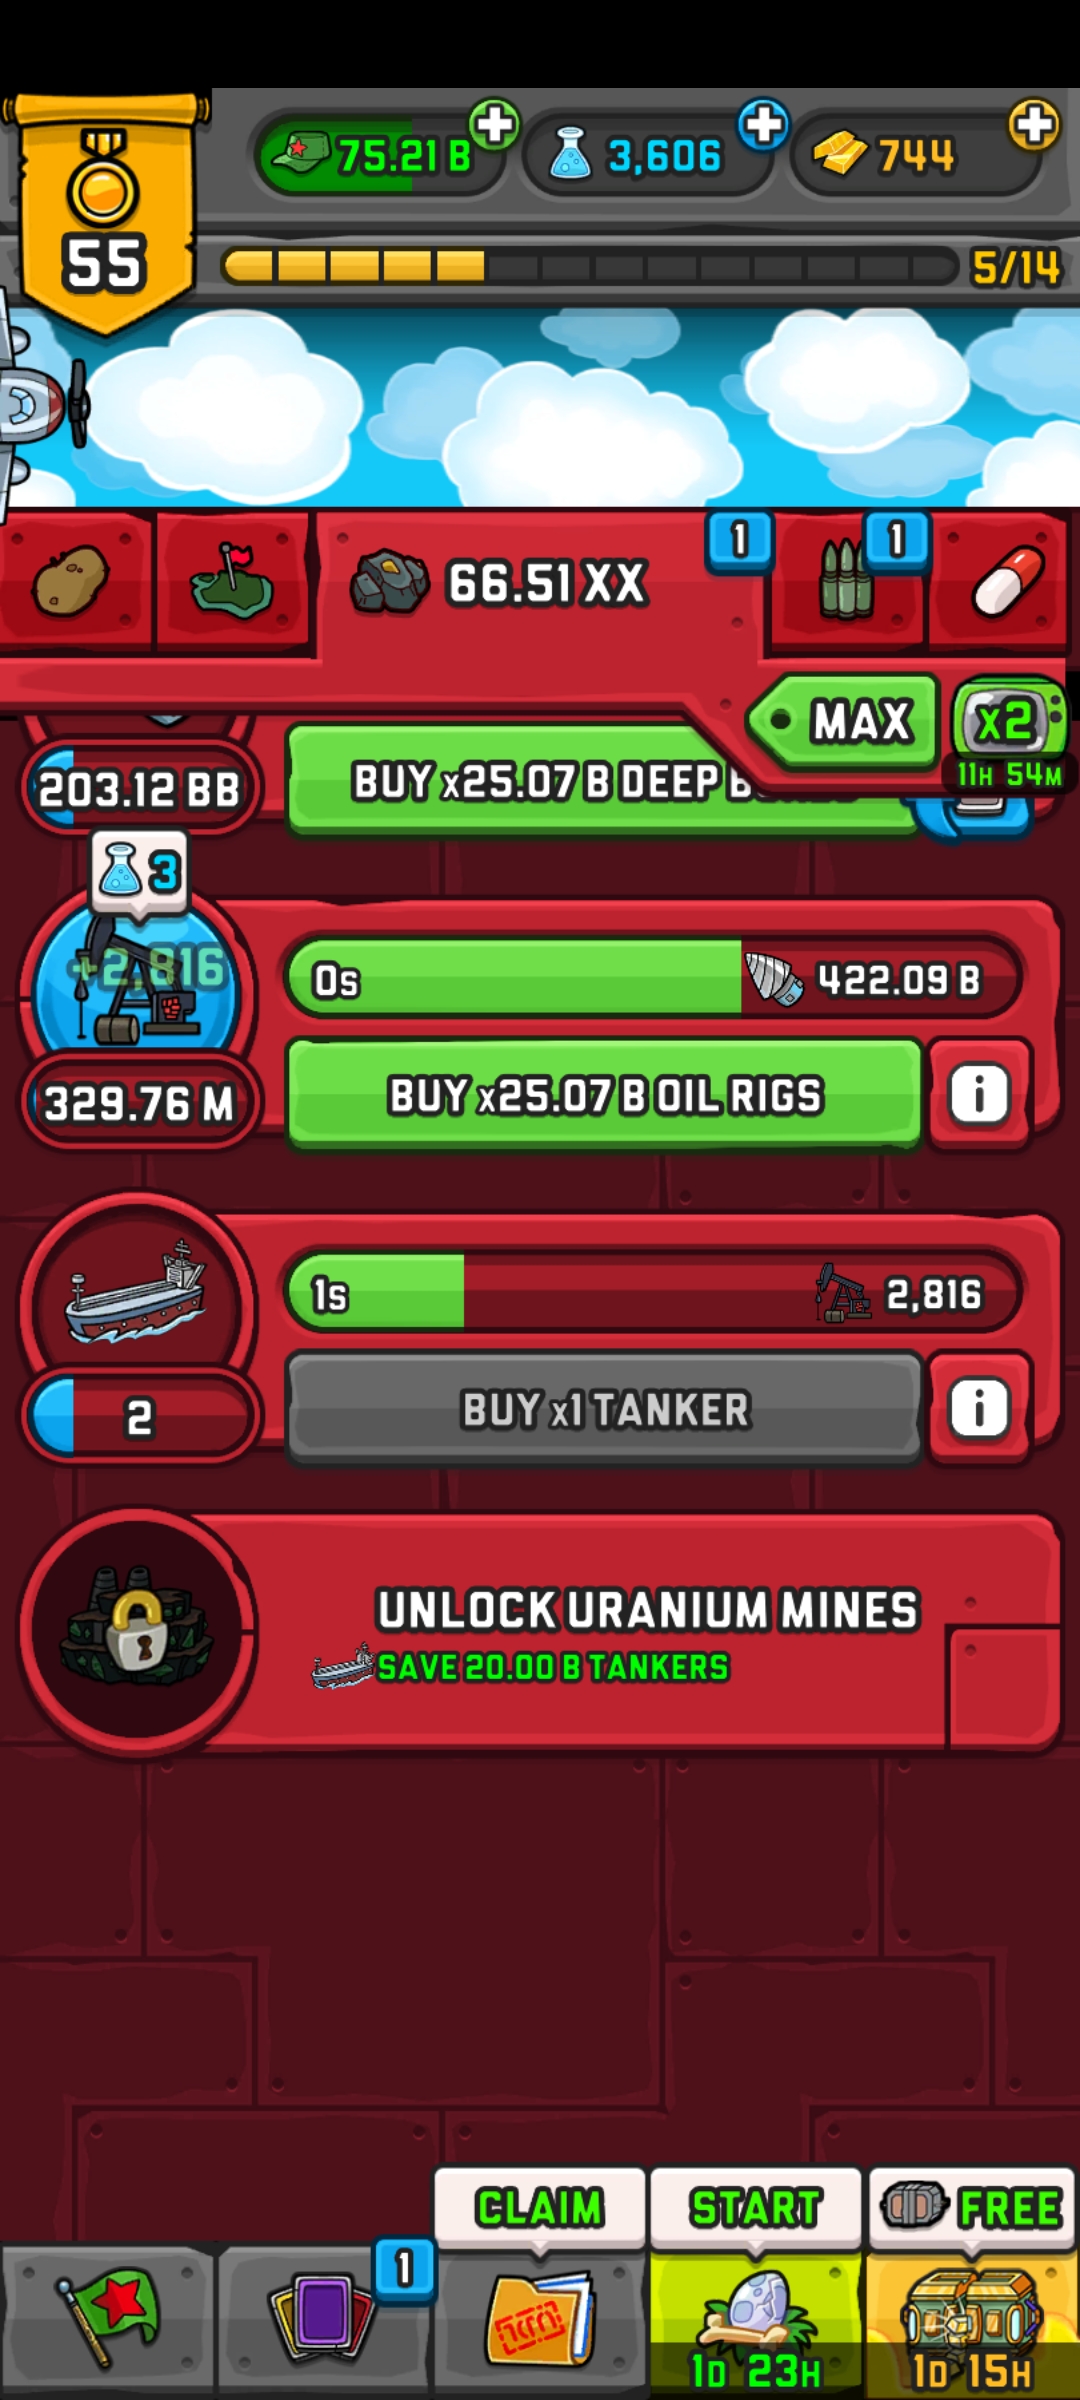 75.21 B
3,606
744
55
5/14
1
1
66.51 XX
MAX
x2
11H 54M
203.12 BB
BUY x25.07 B DEEP B
3
+2,816
0s
422.09 B
329.76 M
BUY x25.07 B OIL RIGS
i
1s
2,816
2
BUY x1 TANKER
i
UNLOCK URANIUM MINES
SAVE 20.00 B TANKERS
CLAIM
START
FREE
1
1D 23H
1D 15H